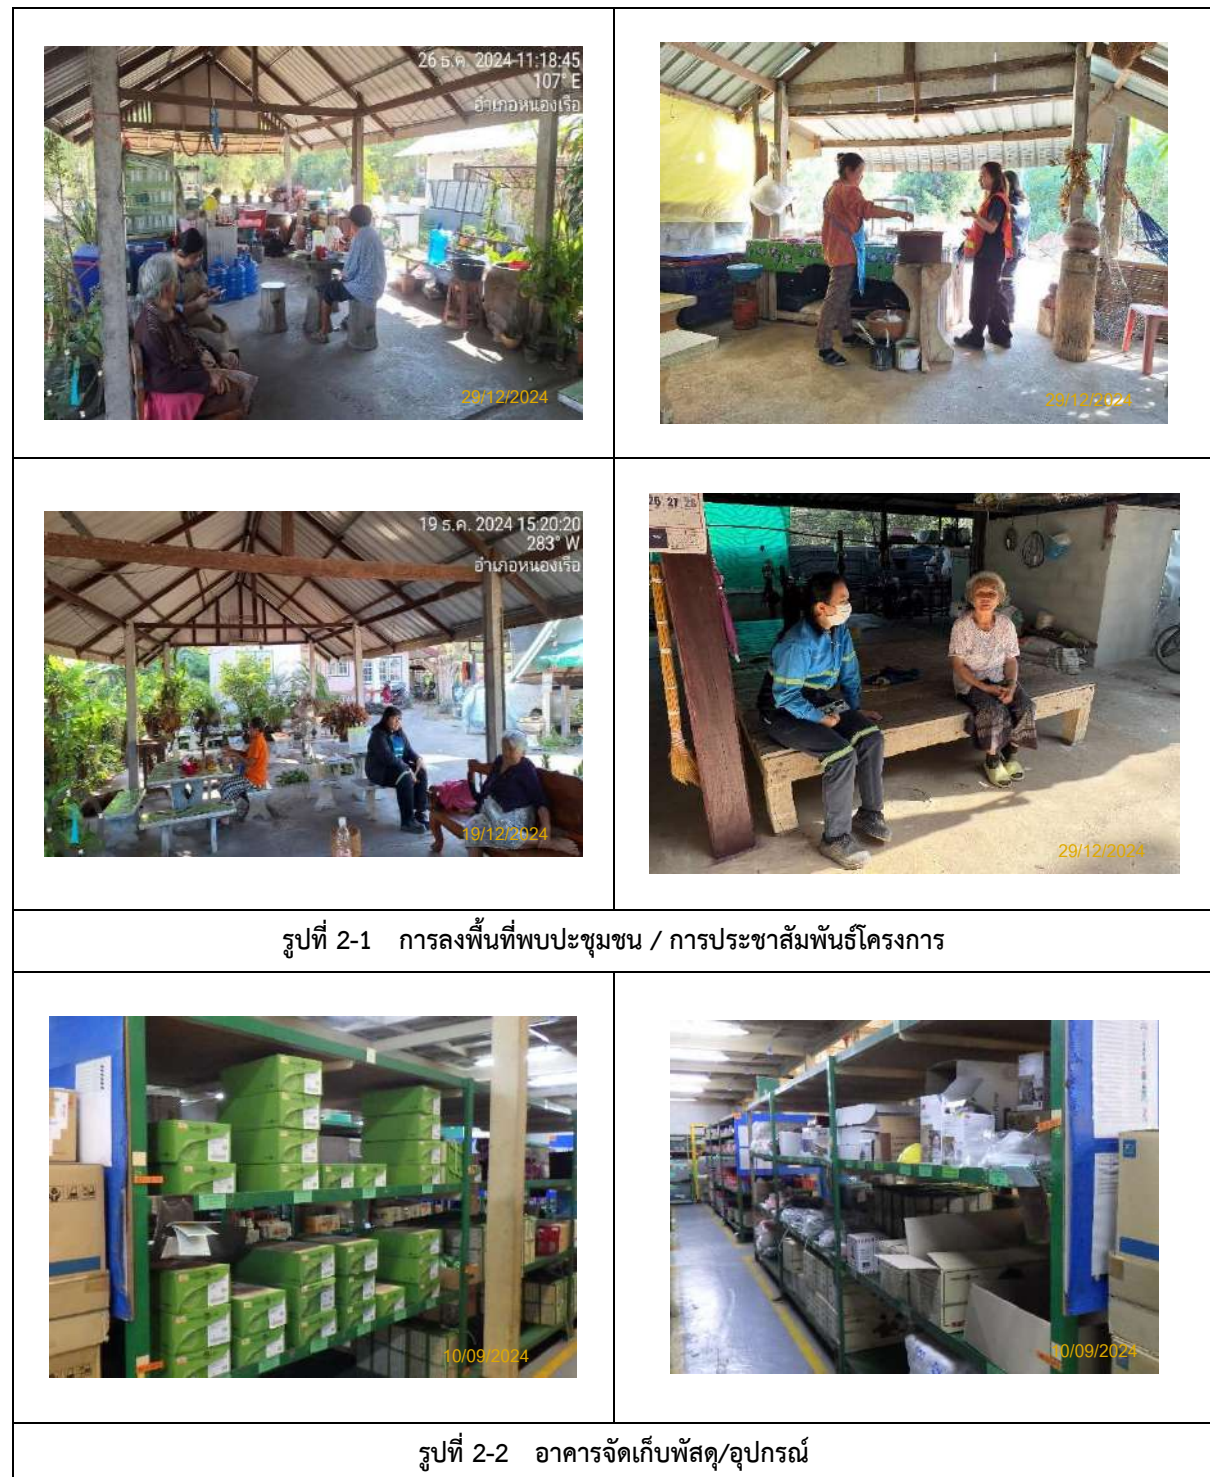 26 ธ.ค. 2024 11:18:45
107° E
อำเภอหนองเรือ
29/12/2024
29/12/2024
19 ธ.ค. 2024 15:20:20
283° W
อำเภอหนองเรือ
19/12/2024
26 27 28
29/12/2024
รูปที่ 2-1 การลงพื้นที่พบปะชุมชน / การประชาสัมพันธ์โครงการ
10/09/2024
10/09/2024
รูปที่ 2-2 อาคารจัดเก็บพัสดุ/อุปกรณ์